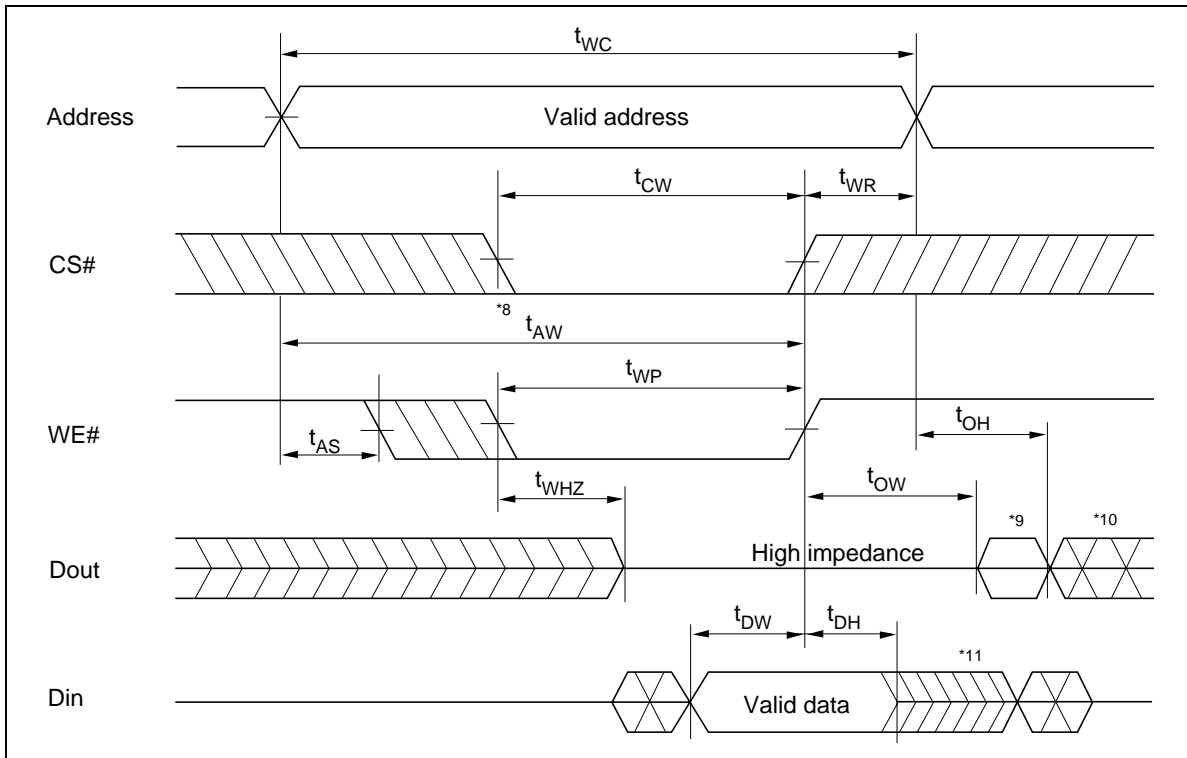 tWC
Address
Valid address
tCW
tWR
CS#
*8
tAW
tWP
WE#
tAS
tOH
tWHZ
tOW
*9
*10
Dout
High impedance
tDW
tDH
*11
Din
Valid data